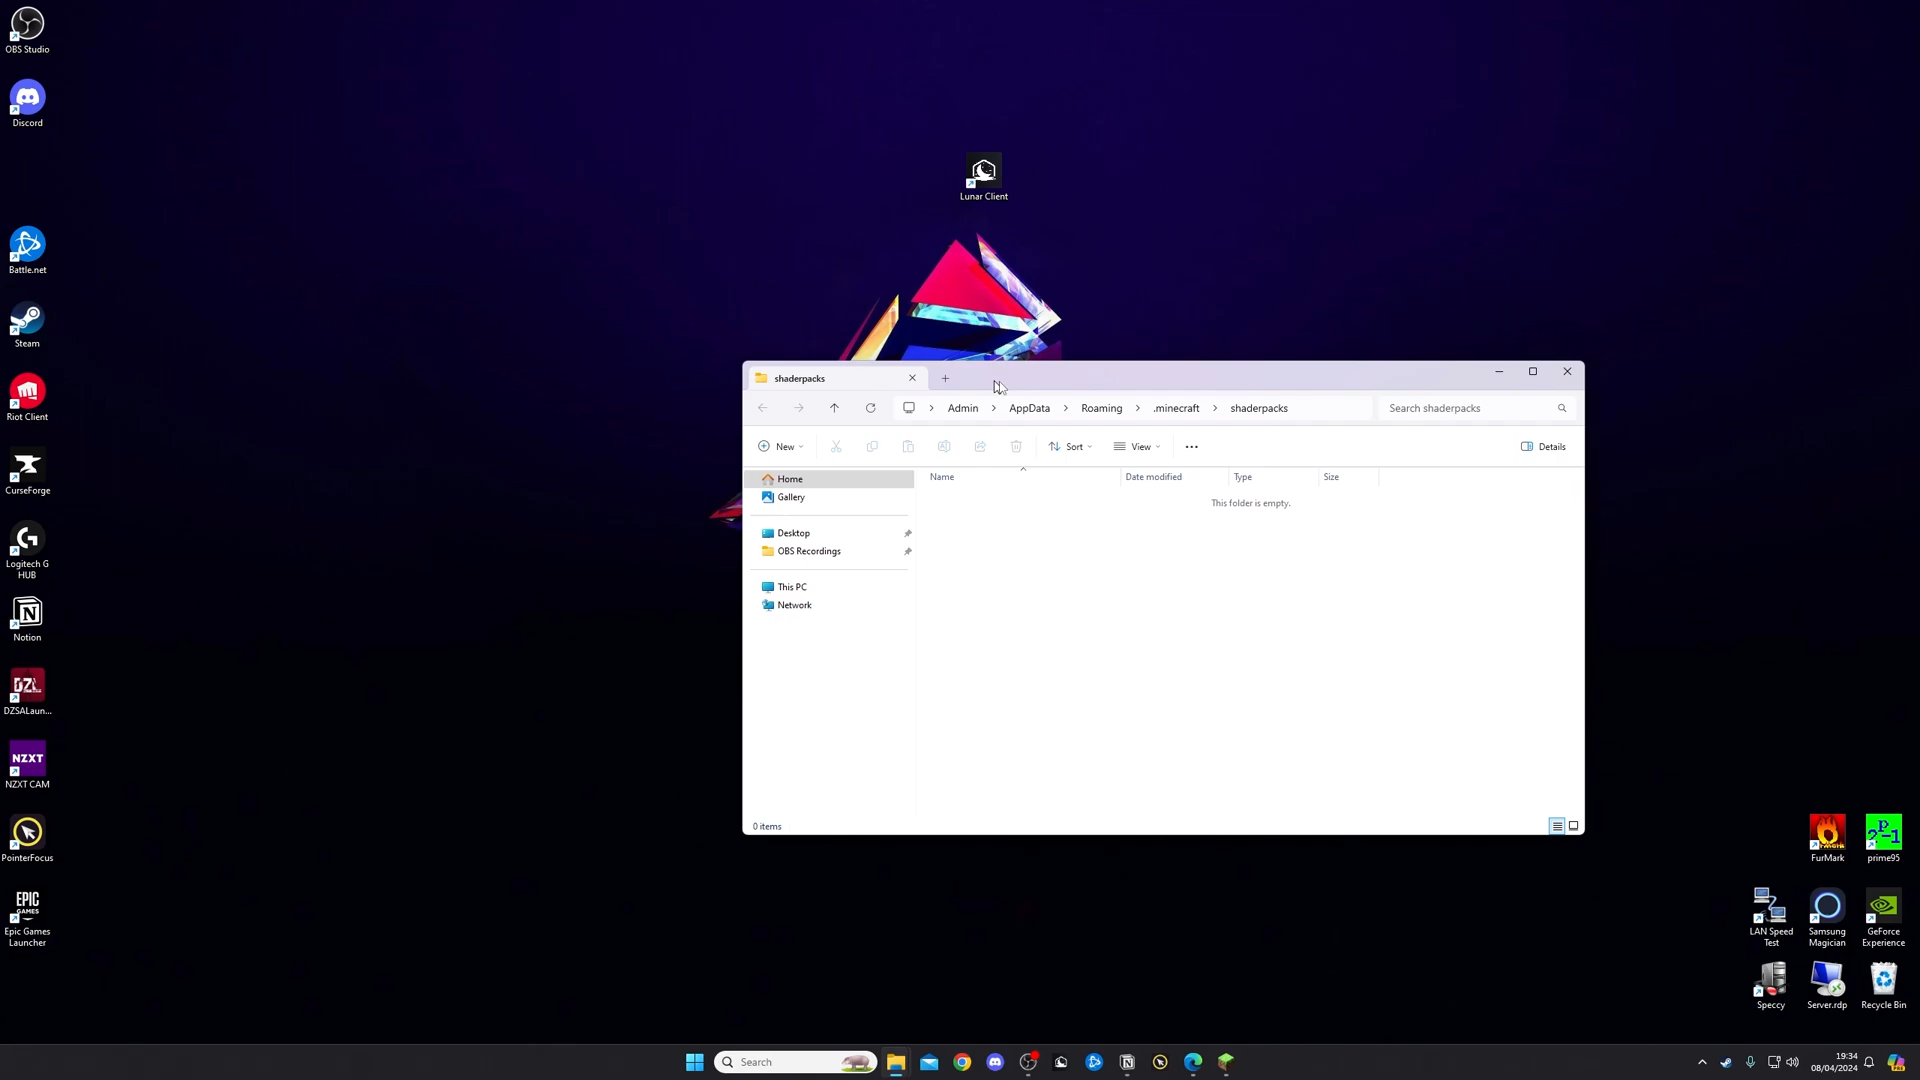 OBS Studio
Discord
Battle.net
Steam
Riot Client
CurseForge
Logitech G
HUB
Notion
DZSALaun...
NZXT
NZXT CAM
PointerFocus
EPIC
GAMES
Epic Games
Launcher
Lunar Client
shaderpacks
Admin
AppData
Roaming
.minecraft
shaderpacks
Search shaderpacks
New
Sort
View
Details
Name
Date modified
Type
Size
This folder is empty.
Home
Gallery
Desktop
OBS Recordings
This PC
Network
0 items
FurMark
prime95
LAN Speed
Test
Samsung
Magician
GeForce
Experience
Speccy
Server.rdp
Recycle Bin
Search
19:34
08/04/2024